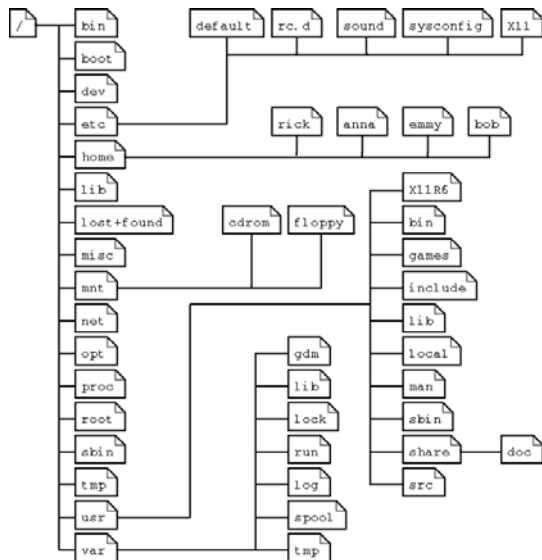 /
bin
default
rc.d
sound
sysconfig
X11
boot
dev
etc
rick
anna
emmy
bob
home
lib
X11R6
lost+found
cdrom
floppy
bin
misc
games
mnt
include
net
lib
opt
gdm
local
proc
lib
man
root
lock
sbin
sbin
run
share
doc
tmp
log
src
usr
spool
var
tmp